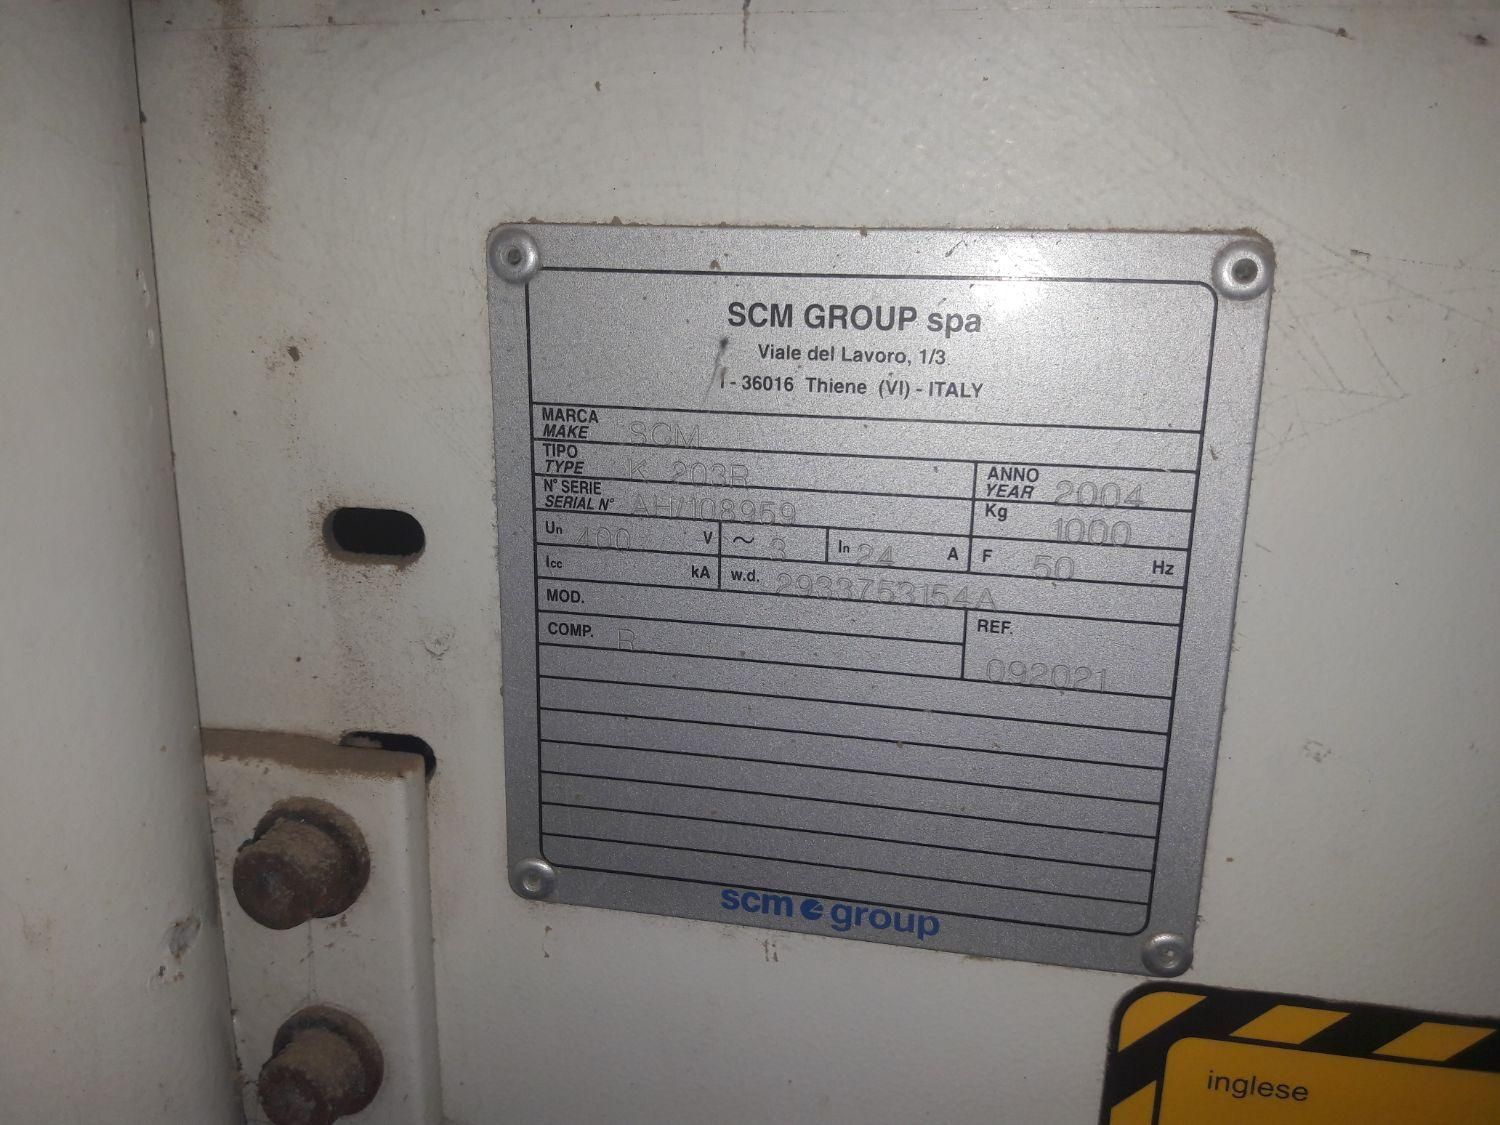 SCM GROUP spa
Viale del Lavoro, 1/3
I - 36016 Thiene (VI) - ITALY
MARCA
MAKE SCM
TIPO
TYPE K 203R
ANNO
YEAR 2004
N° SERIE
SERIAL N° AH/108959
Kg 1000
Un 400 V ~ 3 In 24 A F 50 Hz
Icc kA w.d. 2933753154A
MOD.
REF. 092021
COMP. R
scm group
inglese